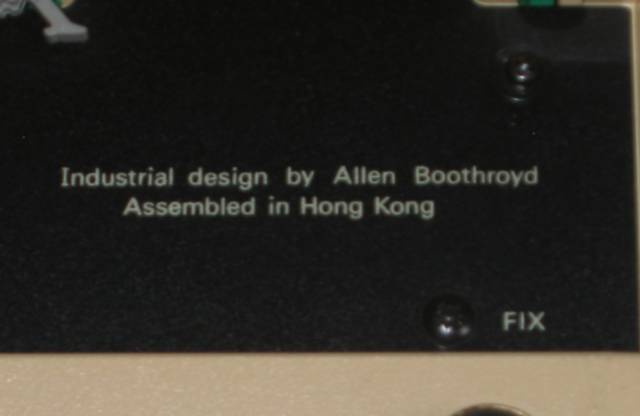 Industrial design by Allen Boothroyd
Assembled in Hong Kong
FIX